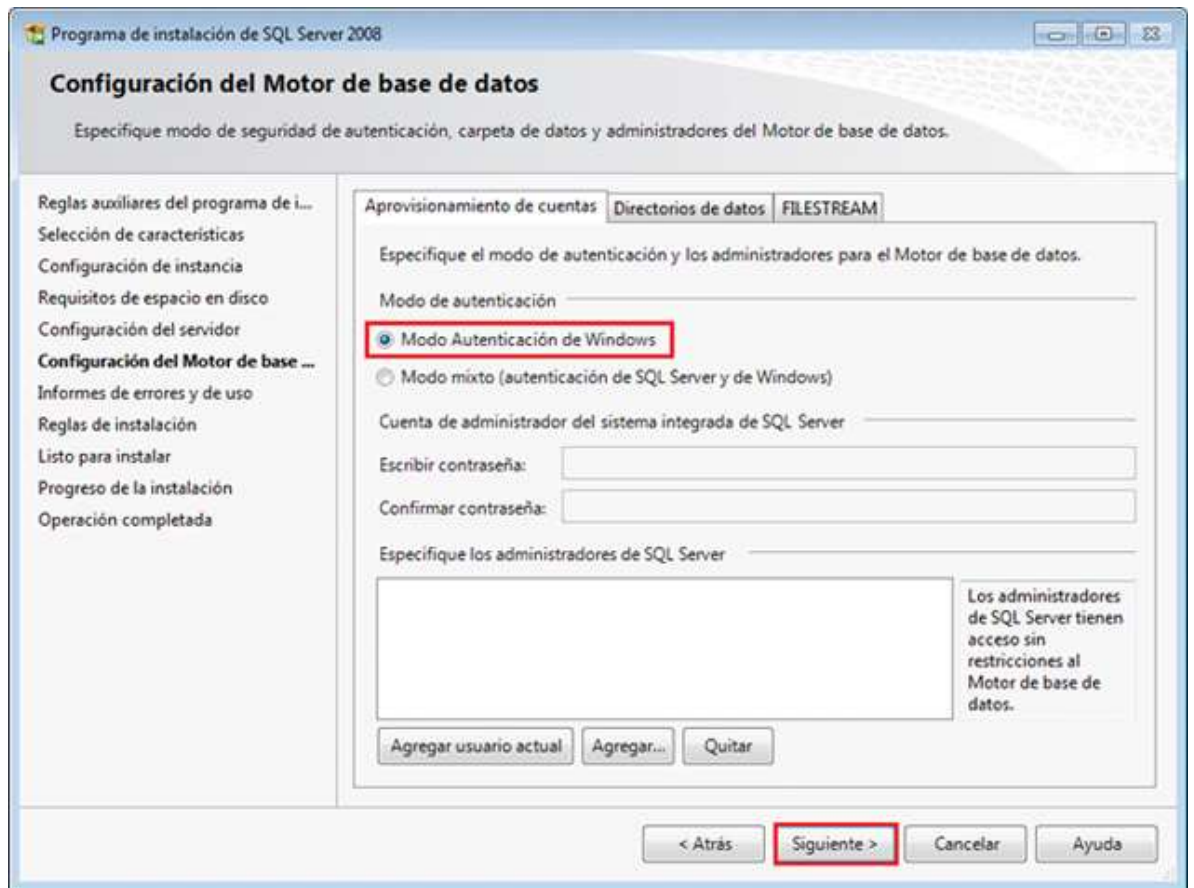 Programa de instalación de SQL Server 2008
Configuración del Motor de base de datos
Especifique modo de seguridad de autenticación, carpeta de datos y administradores del Motor de base de datos.
Reglas auxiliares del programa de i...
Selección de características
Configuración de instancia
Requisitos de espacio en disco
Configuración del servidor
Configuración del Motor de base ...
Informes de errores y de uso
Reglas de instalación
Listo para instalar
Progreso de la instalación
Operación completada
Aprovisionamiento de cuentas Directorios de datos FILESTREAM
Especifique el modo de autenticación y los administradores para el Motor de base de datos.
Modo de autenticación
Modo Autenticación de Windows
Modo mixto (autenticación de SQL Server y de Windows)
Cuenta de administrador del sistema integrada de SQL Server
Escribir contraseña:
Confirmar contraseña:
Especifique los administradores de SQL Server
Los administradores
de SQL Server tienen
acceso sin
restricciones al
Motor de base de
datos.
Agregar usuario actual Agregar... Quitar
< Atrás Siguiente > Cancelar Ayuda